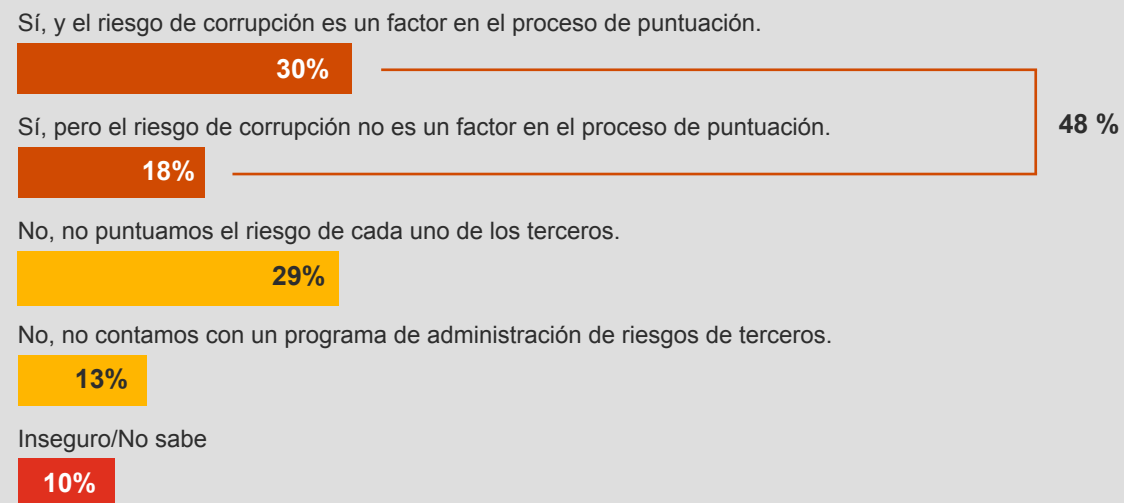 Sí, y el riesgo de corrupción es un factor en el proceso de puntuación.
30%
Sí, pero el riesgo de corrupción no es un factor en el proceso de puntuación.
48 %
18%
No, no puntuamos el riesgo de cada uno de los terceros.
29%
No, no contamos con un programa de administración de riesgos de terceros.
13%
Inseguro/No sabe
10%